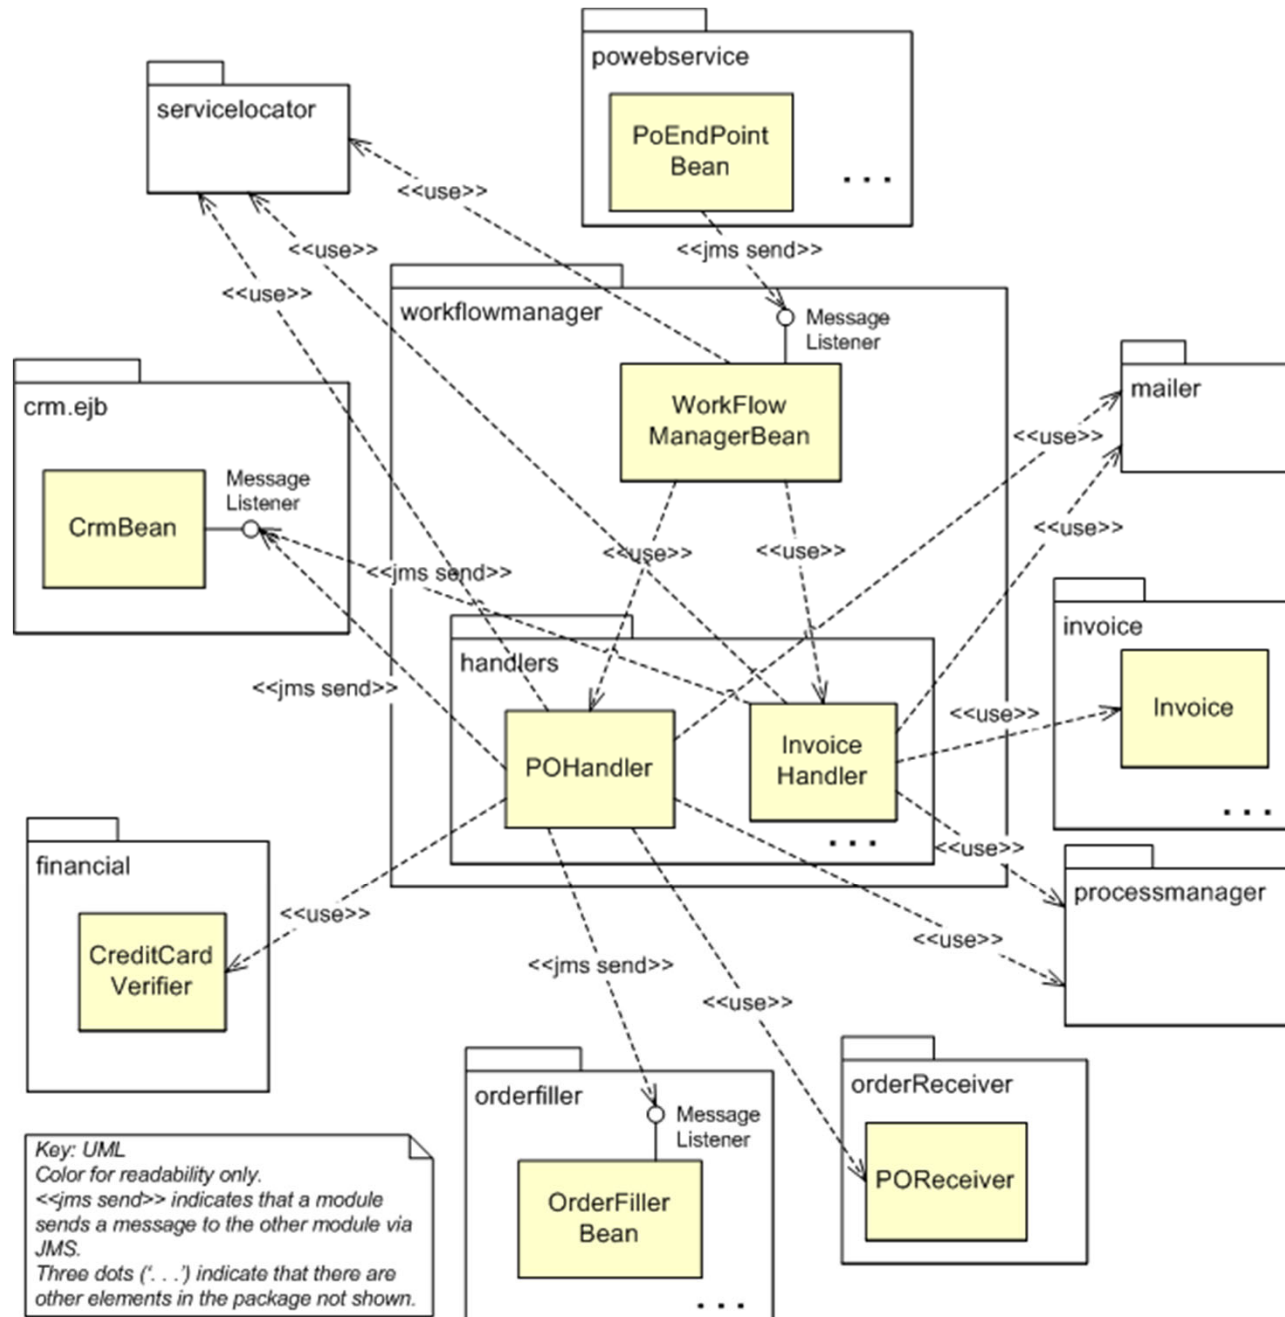 powebservice
PoEndPoint
Bean
. . .
servicelocator
<<use>>
<<jms send>>
<<use>>
<<use>>
workflowmanager
Message
Listener
mailer
crm.ejb
WorkFlow
ManagerBean
<<use>>
Message
Listener
CrmBean
<<use>>
<<use>>
<<use>>
<<jms send>>
invoice
handlers
<<jms send>>
Invoice
<<use>>
POHandler
Invoice
Handler
. . .
. . .
<<use>>
financial
processmanager
<<use>>
<<use>>
CreditCard
Verifier
<<jms send>>
<<use>>
orderReceiver
orderfiller
Message
Listener
Key: UML
Color for readability only.
<<jms send>> indicates that a module
sends a message to the other module via
JMS.
Three dots (‘. . .’) indicate that there are
other elements in the package not shown.
POReceiver
OrderFiller
Bean
. . .